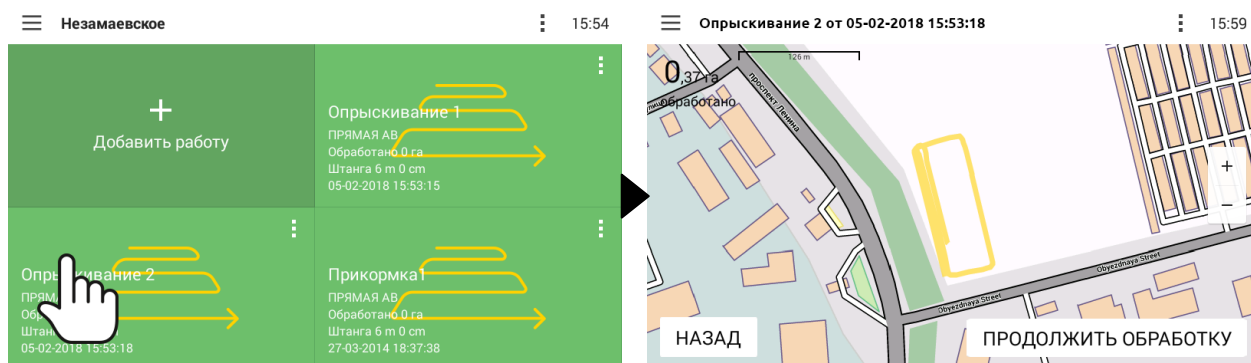 Незамаевское
15:54
Добавить работу
Опрыскивание 1
ПРЯМАЯ АВ
Обработано 0 га
Штанга 6 m 0 cm
05-02-2018 15:53:15
05-02-2018 15:53:18
Прикормка1
ПРЯМАЯ АВ
Обработано 0 га
Штанга 6 m 0 cm
27-03-2014 18:37:38
Опрыскивание 2 от 05-02-2018 15:53:18
15:59
126 m
0,37 га
обработано
проспект Ленина
+
−
Obyezdnaya Street
Obyezdnaya Street
НАЗАД
ПРОДОЛЖИТЬ ОБРАБОТКУ